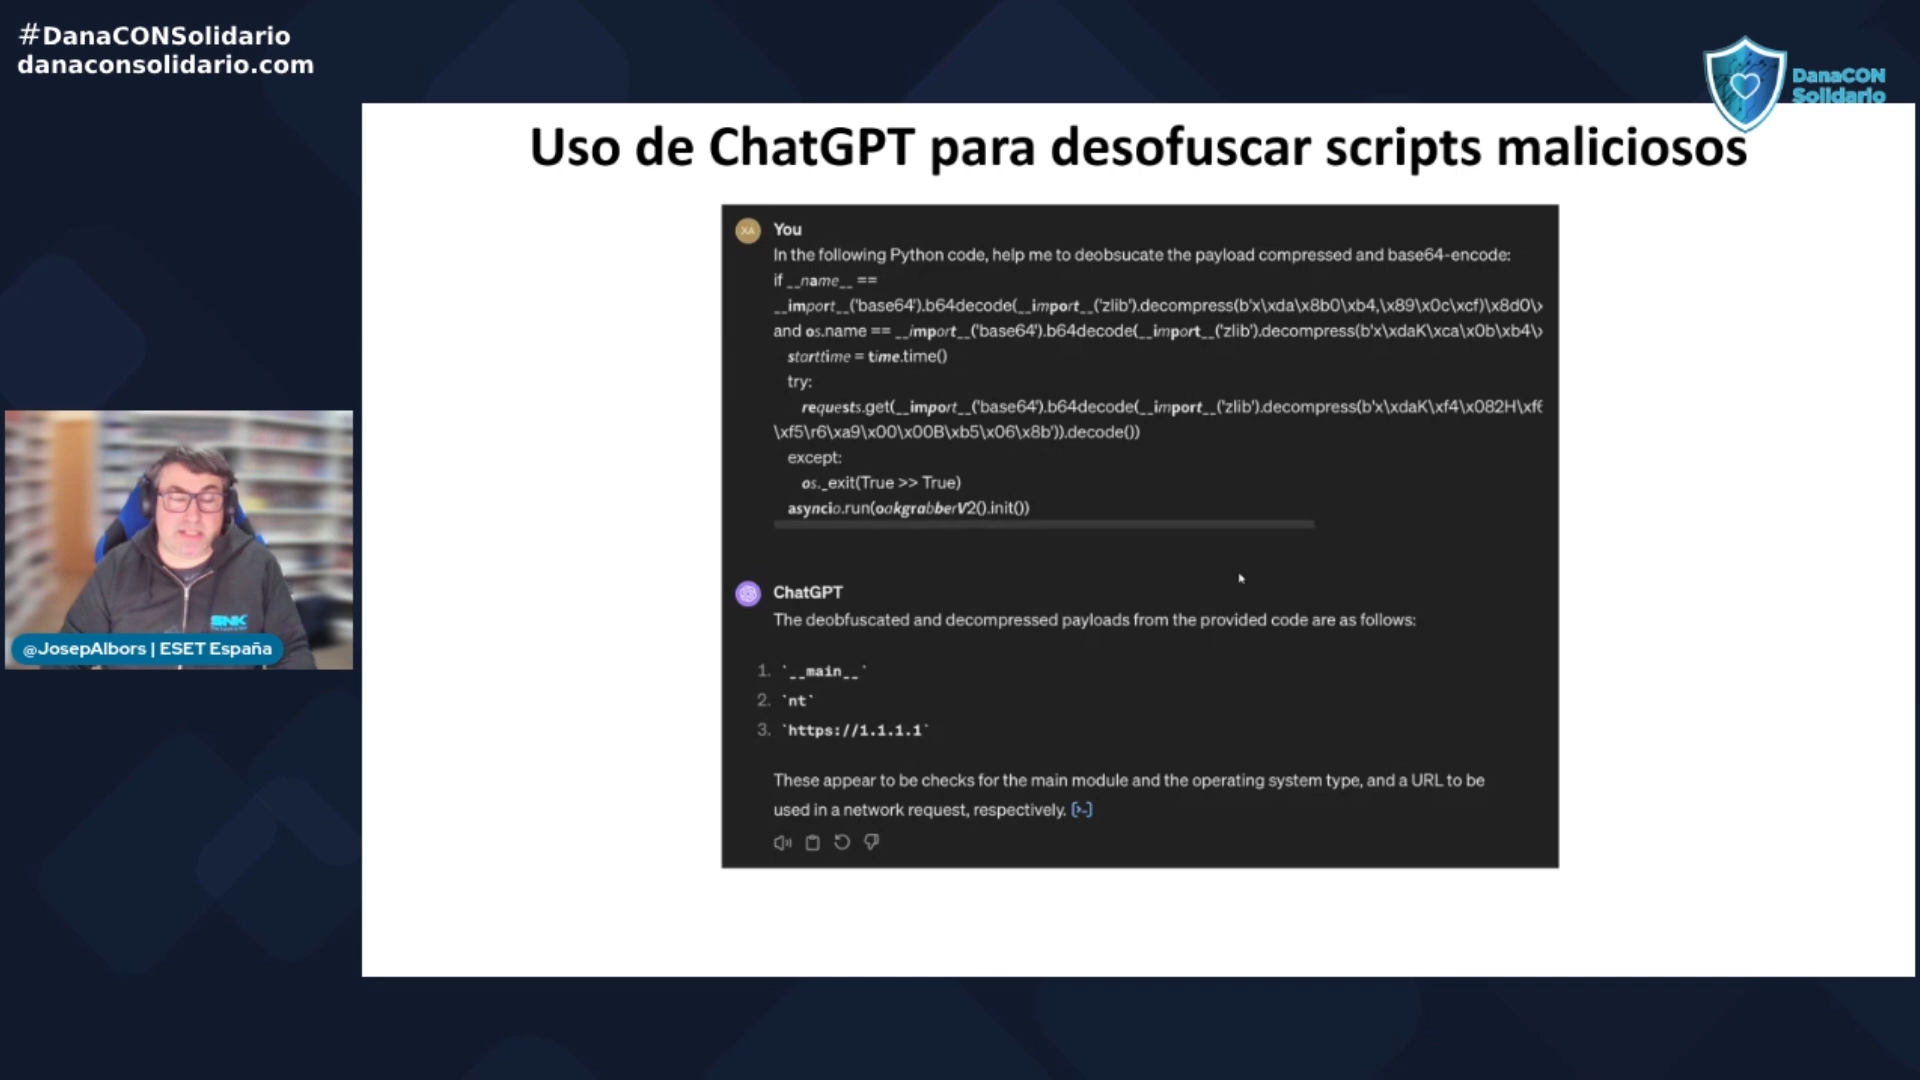 #DanaCONSolidario
danaconsolidario.com
DanaCON
Solidario
Uso de ChatGPT para desofuscar scripts maliciosos
XA
You
In the following Python code, help me to deobsucate the payload compressed and base64-encode:
if __name__ ==
__import__('base64').b64decode(__import__('zlib').decompress(b'x\xda\x8b0\xb4,\x89\x0c\xcf)\x8d0\x
and os.name == __import__('base64').b64decode(__import__('zlib').decompress(b'x\xdaK\xca\x0b\xb4\x
starttime = time.time()
try:
requests.get(__import__('base64').b64decode(__import__('zlib').decompress(b'x\xdaK\xf4\x082H\xf6
\xf5\r6\xa9\x00\x00B\xb5\x06\x8b')).decode())
except:
os._exit(True >> True)
asyncio.run(oakgrabberV2().init())
ChatGPT
The deobfuscated and decompressed payloads from the provided code are as follows:
1. `__main__`
2. `nt`
3. `https://1.1.1.1`
These appear to be checks for the main module and the operating system type, and a URL to be
used in a network request, respectively. [>-]
SNK
@JosepAlbors | ESET España